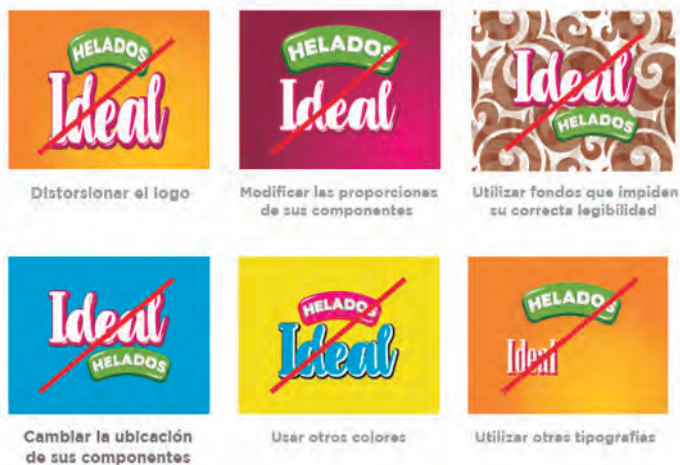 HELADOS
Ideal
Distorsionar el logo
HELADOS
Ideal
Modificar las proporciones
de sus componentes
Ideal
HELADOS
Utilizar fondos que impiden
su correcta legibilidad
Ideal
HELADOS
Cambiar la ubicación
de sus componentes
HELADOS
Ideal
Usar otros colores
HELADOS
Ideal
Utilizar otras tipografías